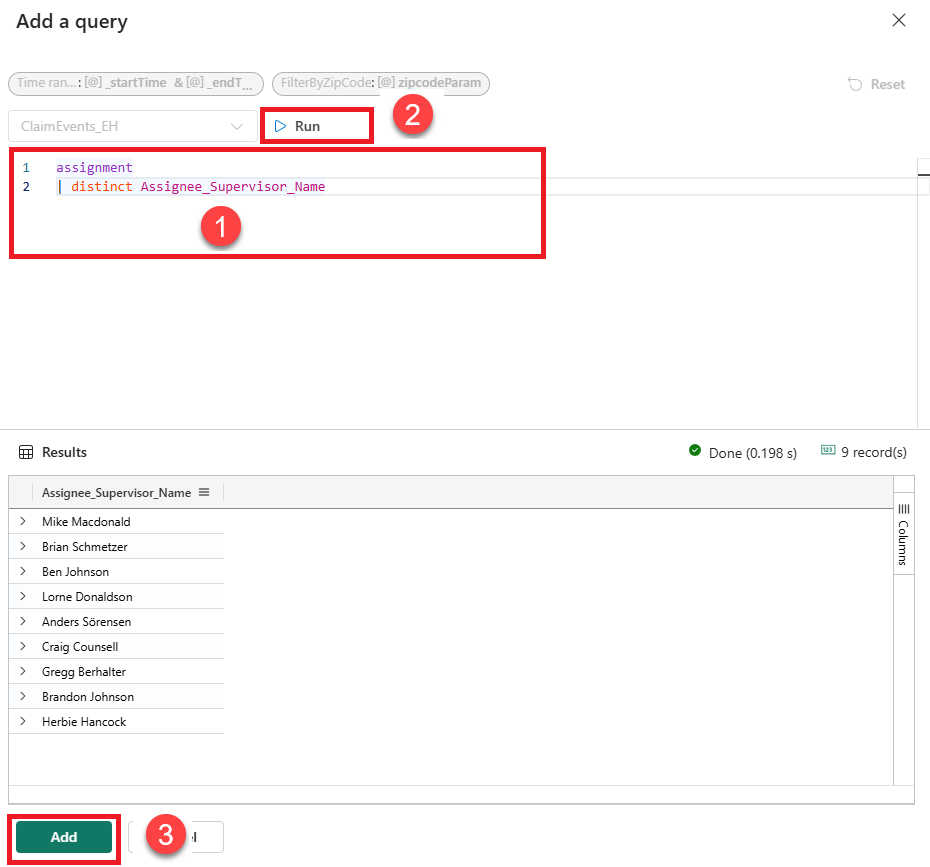 Add a query
Time ran...: [@] _startTime & [@] _endT...
FilterByZipCode: [@] zipcodeParam
Reset
ClaimEvents_EH
Run
2
1 assignment
2 | distinct Assignee_Supervisor_Name
1
Results
Done (0.198 s)
123
9 record(s)
Assignee_Supervisor_Name
Columns
Mike Macdonald
Brian Schmetzer
Ben Johnson
Lorne Donaldson
Anders Sörensen
Craig Counsell
Gregg Berhalter
Brandon Johnson
Herbie Hancock
Add
3